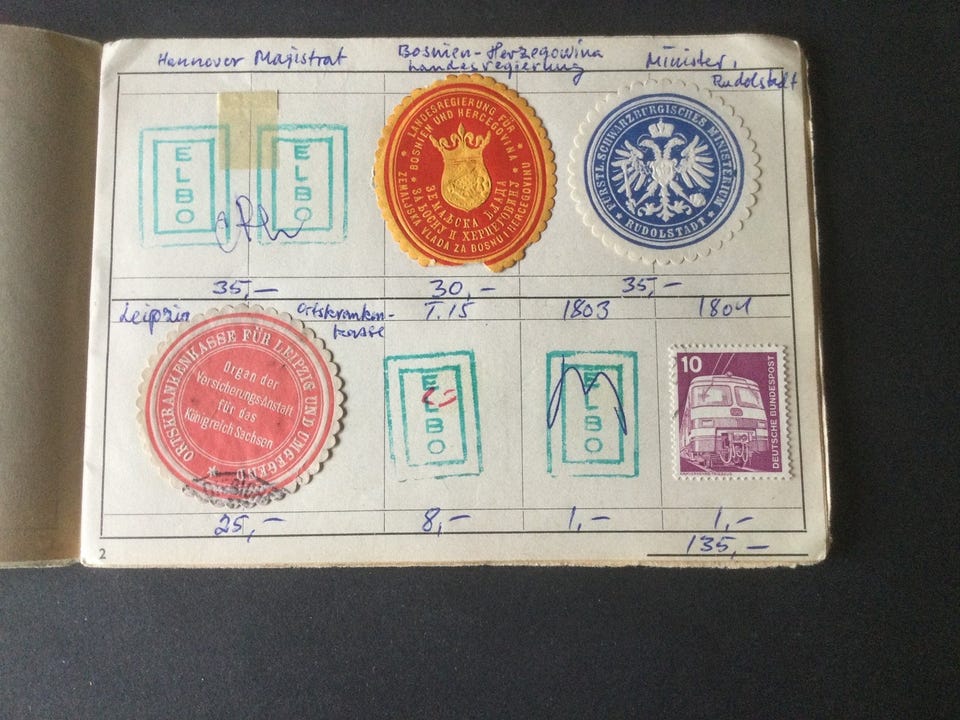 Hannover Magistrat
Bosnien-Herzegowina
Landesregierung
Minister.
Rudolstadt
ELBO
ELBO
LANDESREGIERUNG FÜR
BOSNIEN UND HERCEGOVINA
ЗЕМАЉСКА ВЛАДА
ЗА БОСНУ И ХЕРЦЕГОВИНУ
ZEMALJSKA VLADA ZA BOSNU I HERCEGOVINU
FÜRSTL. SCHWARZBURGISCHES MINISTERIUM
RUDOLSTADT
35,-
30,-
35,-
Leipzig
Ortskranken-
kasse
T.15
1803
1804
ORTSKRANKENKASSE FÜR LEIPZIG UND UMGEGEND
Organ der
Versicherungsanstalt
für das
Königreich Sachsen
ELBO
ELBO
10
DEUTSCHE BUNDESPOST
25,-
8,-
1,-
1,-
135,-
2